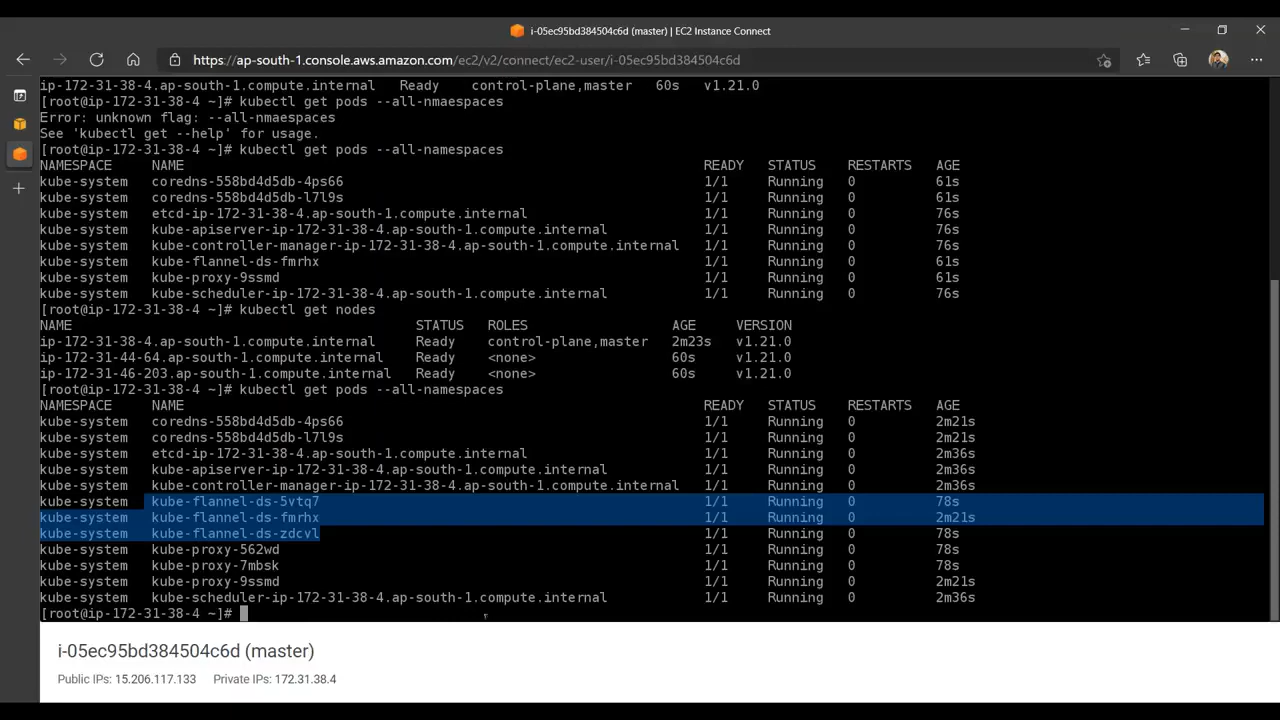 i-05ec95bd384504c6d (master) | EC2 Instance Connect
https://ap-south-1.console.aws.amazon.com/ec2/v2/connect/ec2-user/i-05ec95bd384504c6d
ip-172-31-38-4.ap-south-1.compute.internal Ready control-plane,master 60s v1.21.0
[root@ip-172-31-38-4 ~]# kubectl get pods --all-nmaespaces
Error: unknown flag: --all-nmaespaces
See 'kubectl get --help' for usage.
[root@ip-172-31-38-4 ~]# kubectl get pods --all-namespaces
NAMESPACE NAME READY STATUS RESTARTS AGE
kube-system coredns-558bd4d5db-4ps66 1/1 Running 0 61s
kube-system coredns-558bd4d5db-l7l9s 1/1 Running 0 61s
kube-system etcd-ip-172-31-38-4.ap-south-1.compute.internal 1/1 Running 0 76s
kube-system kube-apiserver-ip-172-31-38-4.ap-south-1.compute.internal 1/1 Running 0 76s
kube-system kube-controller-manager-ip-172-31-38-4.ap-south-1.compute.internal 1/1 Running 0 76s
kube-system kube-flannel-ds-fmrhx 1/1 Running 0 61s
kube-system kube-proxy-9ssmd 1/1 Running 0 61s
kube-system kube-scheduler-ip-172-31-38-4.ap-south-1.compute.internal 1/1 Running 0 76s
[root@ip-172-31-38-4 ~]# kubectl get nodes
NAME STATUS ROLES AGE VERSION
ip-172-31-38-4.ap-south-1.compute.internal Ready control-plane,master 2m23s v1.21.0
ip-172-31-44-64.ap-south-1.compute.internal Ready <none> 60s v1.21.0
ip-172-31-46-203.ap-south-1.compute.internal Ready <none> 60s v1.21.0
[root@ip-172-31-38-4 ~]# kubectl get pods --all-namespaces
NAMESPACE NAME READY STATUS RESTARTS AGE
kube-system coredns-558bd4d5db-4ps66 1/1 Running 0 2m21s
kube-system coredns-558bd4d5db-l7l9s 1/1 Running 0 2m21s
kube-system etcd-ip-172-31-38-4.ap-south-1.compute.internal 1/1 Running 0 2m36s
kube-system kube-apiserver-ip-172-31-38-4.ap-south-1.compute.internal 1/1 Running 0 2m36s
kube-system kube-controller-manager-ip-172-31-38-4.ap-south-1.compute.internal 1/1 Running 0 2m36s
kube-system kube-flannel-ds-5vtq7 1/1 Running 0 78s
kube-system kube-flannel-ds-fmrhx 1/1 Running 0 2m21s
kube-system kube-flannel-ds-zdcvl 1/1 Running 0 78s
kube-system kube-proxy-562wd 1/1 Running 0 78s
kube-system kube-proxy-7mbsk 1/1 Running 0 78s
kube-system kube-proxy-9ssmd 1/1 Running 0 2m21s
kube-system kube-scheduler-ip-172-31-38-4.ap-south-1.compute.internal 1/1 Running 0 2m36s
[root@ip-172-31-38-4 ~]#
i-05ec95bd384504c6d (master)
Public IPs: 15.206.117.133 Private IPs: 172.31.38.4